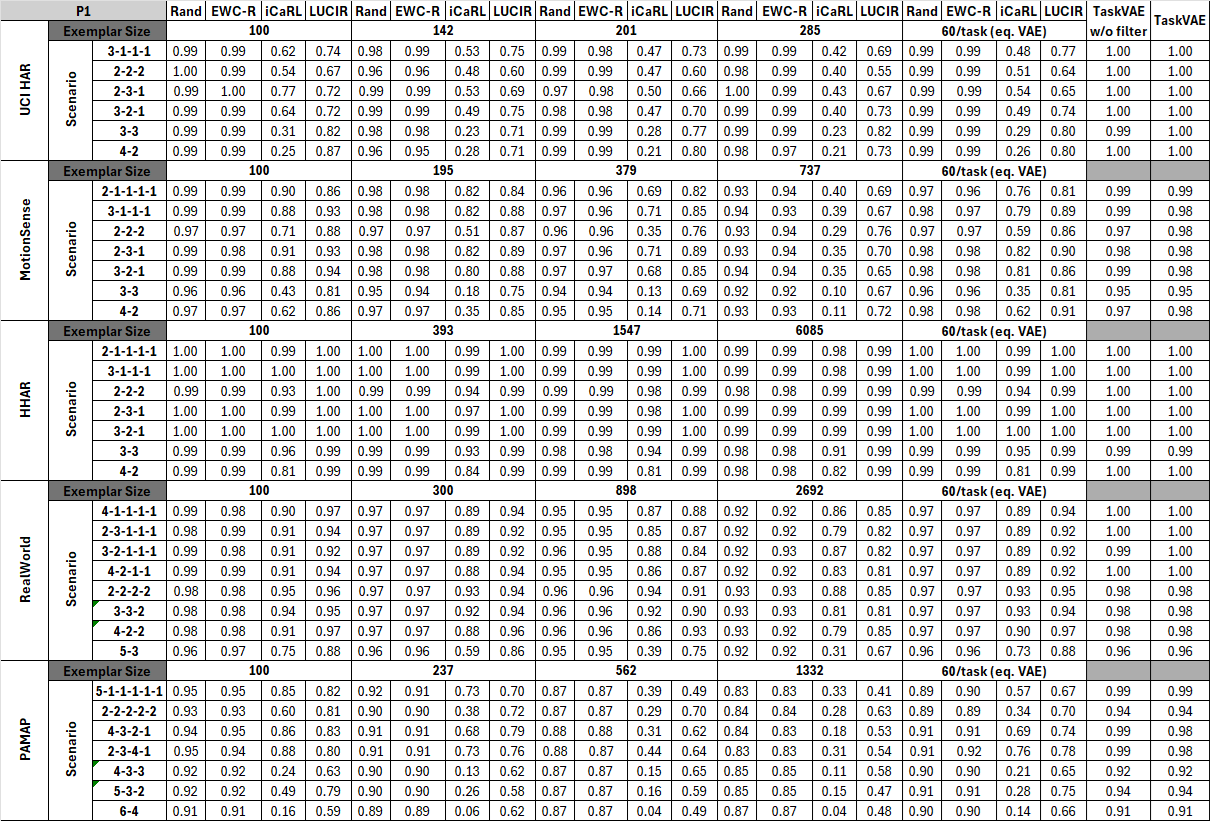 P1 Rand EWC-R iCaRL LUCIR Rand EWC-R iCaRL LUCIR Rand EWC-R iCaRL LUCIR Rand EWC-R iCaRL LUCIR Rand EWC-R iCaRL LUCIR TaskVAE w/o filter TaskVAE
UCI HAR
Exemplar Size 100 142 201 285 60/task (eq. VAE)
Scenario
3-1-1-1 0.99 0.99 0.62 0.74 0.98 0.99 0.53 0.75 0.99 0.98 0.47 0.73 0.99 0.99 0.42 0.69 0.99 0.99 0.48 0.77 1.00 1.00
2-2-2 1.00 0.99 0.54 0.67 0.96 0.96 0.48 0.60 0.99 0.99 0.47 0.60 0.98 0.99 0.40 0.55 0.99 0.99 0.51 0.64 1.00 1.00
2-3-1 0.99 1.00 0.77 0.72 0.99 0.99 0.53 0.69 0.97 0.98 0.50 0.66 1.00 0.99 0.43 0.67 0.99 0.99 0.54 0.65 1.00 1.00
3-2-1 0.99 0.99 0.64 0.72 0.99 0.99 0.49 0.75 0.98 0.98 0.47 0.70 0.99 0.99 0.40 0.73 0.99 0.99 0.49 0.74 1.00 1.00
3-3 0.99 0.99 0.31 0.82 0.98 0.98 0.23 0.71 0.99 0.99 0.28 0.77 0.99 0.99 0.23 0.82 0.99 0.99 0.29 0.80 0.99 1.00
4-2 0.99 0.99 0.25 0.87 0.96 0.95 0.28 0.71 0.99 0.99 0.21 0.80 0.98 0.97 0.21 0.73 0.99 0.99 0.26 0.80 1.00 1.00
MotionSense
Exemplar Size 100 195 379 737 60/task (eq. VAE)
Scenario
2-1-1-1-1 0.99 0.99 0.90 0.86 0.98 0.98 0.82 0.84 0.96 0.96 0.69 0.82 0.93 0.94 0.40 0.69 0.97 0.96 0.76 0.81 0.99 0.99
3-1-1-1 0.99 0.99 0.88 0.93 0.98 0.98 0.82 0.88 0.97 0.96 0.71 0.85 0.94 0.93 0.39 0.67 0.98 0.97 0.79 0.89 0.99 0.98
2-2-2 0.97 0.97 0.71 0.88 0.97 0.97 0.51 0.87 0.96 0.96 0.35 0.76 0.93 0.94 0.29 0.76 0.97 0.97 0.59 0.86 0.97 0.98
2-3-1 0.99 0.98 0.91 0.93 0.98 0.98 0.82 0.89 0.97 0.96 0.71 0.89 0.93 0.94 0.35 0.70 0.98 0.98 0.82 0.90 0.98 0.98
3-2-1 0.99 0.99 0.88 0.94 0.98 0.98 0.80 0.88 0.97 0.97 0.68 0.85 0.94 0.94 0.35 0.65 0.98 0.98 0.81 0.86 0.99 0.98
3-3 0.96 0.96 0.43 0.81 0.95 0.94 0.18 0.75 0.94 0.94 0.13 0.69 0.92 0.92 0.10 0.67 0.96 0.96 0.35 0.81 0.95 0.95
4-2 0.97 0.97 0.62 0.86 0.97 0.97 0.35 0.85 0.95 0.95 0.14 0.71 0.93 0.93 0.11 0.72 0.98 0.98 0.62 0.91 0.97 0.98
HHAR
Exemplar Size 100 393 1547 6085 60/task (eq. VAE)
Scenario
2-1-1-1-1 1.00 1.00 0.99 1.00 1.00 1.00 0.99 1.00 0.99 0.99 0.99 1.00 0.99 0.99 0.98 0.99 1.00 1.00 0.99 1.00 1.00 1.00
3-1-1-1 1.00 1.00 1.00 1.00 1.00 1.00 0.99 1.00 0.99 0.99 0.99 1.00 0.99 0.99 0.98 0.99 1.00 1.00 0.99 1.00 1.00 1.00
2-2-2 0.99 0.99 0.93 1.00 0.99 0.99 0.94 0.99 0.99 0.99 0.98 0.99 0.98 0.98 0.99 0.99 0.99 0.99 0.94 0.99 1.00 1.00
2-3-1 1.00 1.00 0.99 1.00 1.00 1.00 0.97 1.00 0.99 0.99 0.98 1.00 0.99 0.99 0.99 0.99 1.00 1.00 0.99 1.00 1.00 1.00
3-2-1 1.00 1.00 1.00 1.00 1.00 1.00 0.99 1.00 0.99 0.99 0.99 1.00 0.99 0.99 0.99 0.99 1.00 1.00 1.00 1.00 1.00 1.00
3-3 0.99 0.99 0.96 0.99 0.99 0.99 0.93 0.99 0.98 0.98 0.94 0.99 0.98 0.98 0.91 0.99 0.99 0.99 0.95 0.99 0.99 0.99
4-2 0.99 0.99 0.81 0.99 0.99 0.99 0.84 0.99 0.99 0.99 0.81 0.99 0.98 0.98 0.82 0.99 0.99 0.99 0.81 0.99 1.00 1.00
RealWorld
Exemplar Size 100 300 898 2692 60/task (eq. VAE)
Scenario
4-1-1-1-1 0.99 0.98 0.90 0.97 0.97 0.97 0.89 0.94 0.95 0.95 0.87 0.88 0.92 0.92 0.86 0.85 0.97 0.97 0.89 0.94 1.00 1.00
2-3-1-1-1 0.98 0.99 0.91 0.94 0.97 0.97 0.89 0.92 0.95 0.95 0.85 0.87 0.92 0.92 0.79 0.82 0.97 0.97 0.89 0.92 1.00 1.00
3-2-1-1-1 0.99 0.98 0.91 0.92 0.97 0.97 0.89 0.92 0.96 0.95 0.88 0.84 0.92 0.93 0.87 0.82 0.97 0.97 0.89 0.92 0.99 1.00
4-2-1-1 0.99 0.99 0.91 0.94 0.97 0.97 0.88 0.94 0.95 0.95 0.86 0.87 0.92 0.92 0.83 0.81 0.97 0.97 0.89 0.92 1.00 1.00
2-2-2-2 0.98 0.98 0.95 0.96 0.97 0.97 0.93 0.94 0.96 0.96 0.94 0.91 0.93 0.93 0.88 0.85 0.97 0.97 0.93 0.95 0.98 0.98
3-3-2 0.98 0.98 0.94 0.95 0.97 0.97 0.92 0.94 0.96 0.96 0.92 0.90 0.93 0.93 0.81 0.81 0.97 0.97 0.93 0.94 0.98 0.98
4-2-2 0.98 0.98 0.91 0.97 0.97 0.97 0.88 0.96 0.96 0.96 0.86 0.93 0.93 0.92 0.79 0.85 0.97 0.97 0.90 0.97 0.98 0.98
5-3 0.96 0.97 0.75 0.88 0.96 0.96 0.59 0.86 0.95 0.95 0.39 0.75 0.92 0.92 0.31 0.67 0.96 0.96 0.73 0.88 0.96 0.96
PAMAP
Exemplar Size 100 237 562 1332 60/task (eq. VAE)
Scenario
5-1-1-1-1-1 0.95 0.95 0.85 0.82 0.92 0.91 0.73 0.70 0.87 0.87 0.39 0.49 0.83 0.83 0.33 0.41 0.89 0.90 0.57 0.67 0.99 0.99
2-2-2-2-2 0.93 0.93 0.60 0.81 0.90 0.90 0.38 0.72 0.87 0.87 0.29 0.70 0.84 0.84 0.28 0.63 0.89 0.89 0.34 0.70 0.94 0.94
4-3-2-1 0.94 0.95 0.86 0.83 0.91 0.91 0.68 0.79 0.88 0.88 0.31 0.62 0.84 0.83 0.18 0.53 0.91 0.91 0.69 0.74 0.99 0.98
2-3-4-1 0.95 0.94 0.88 0.80 0.91 0.91 0.73 0.76 0.88 0.87 0.44 0.64 0.83 0.83 0.31 0.54 0.91 0.92 0.76 0.78 0.99 0.98
4-3-3 0.92 0.92 0.24 0.63 0.90 0.90 0.13 0.62 0.87 0.87 0.15 0.65 0.85 0.85 0.11 0.58 0.90 0.90 0.21 0.65 0.92 0.92
5-3-2 0.92 0.92 0.49 0.79 0.90 0.90 0.26 0.58 0.87 0.87 0.16 0.59 0.85 0.85 0.15 0.47 0.91 0.91 0.28 0.75 0.94 0.94
6-4 0.91 0.91 0.16 0.59 0.89 0.89 0.06 0.62 0.87 0.87 0.04 0.49 0.87 0.87 0.04 0.48 0.90 0.90 0.14 0.66 0.91 0.91